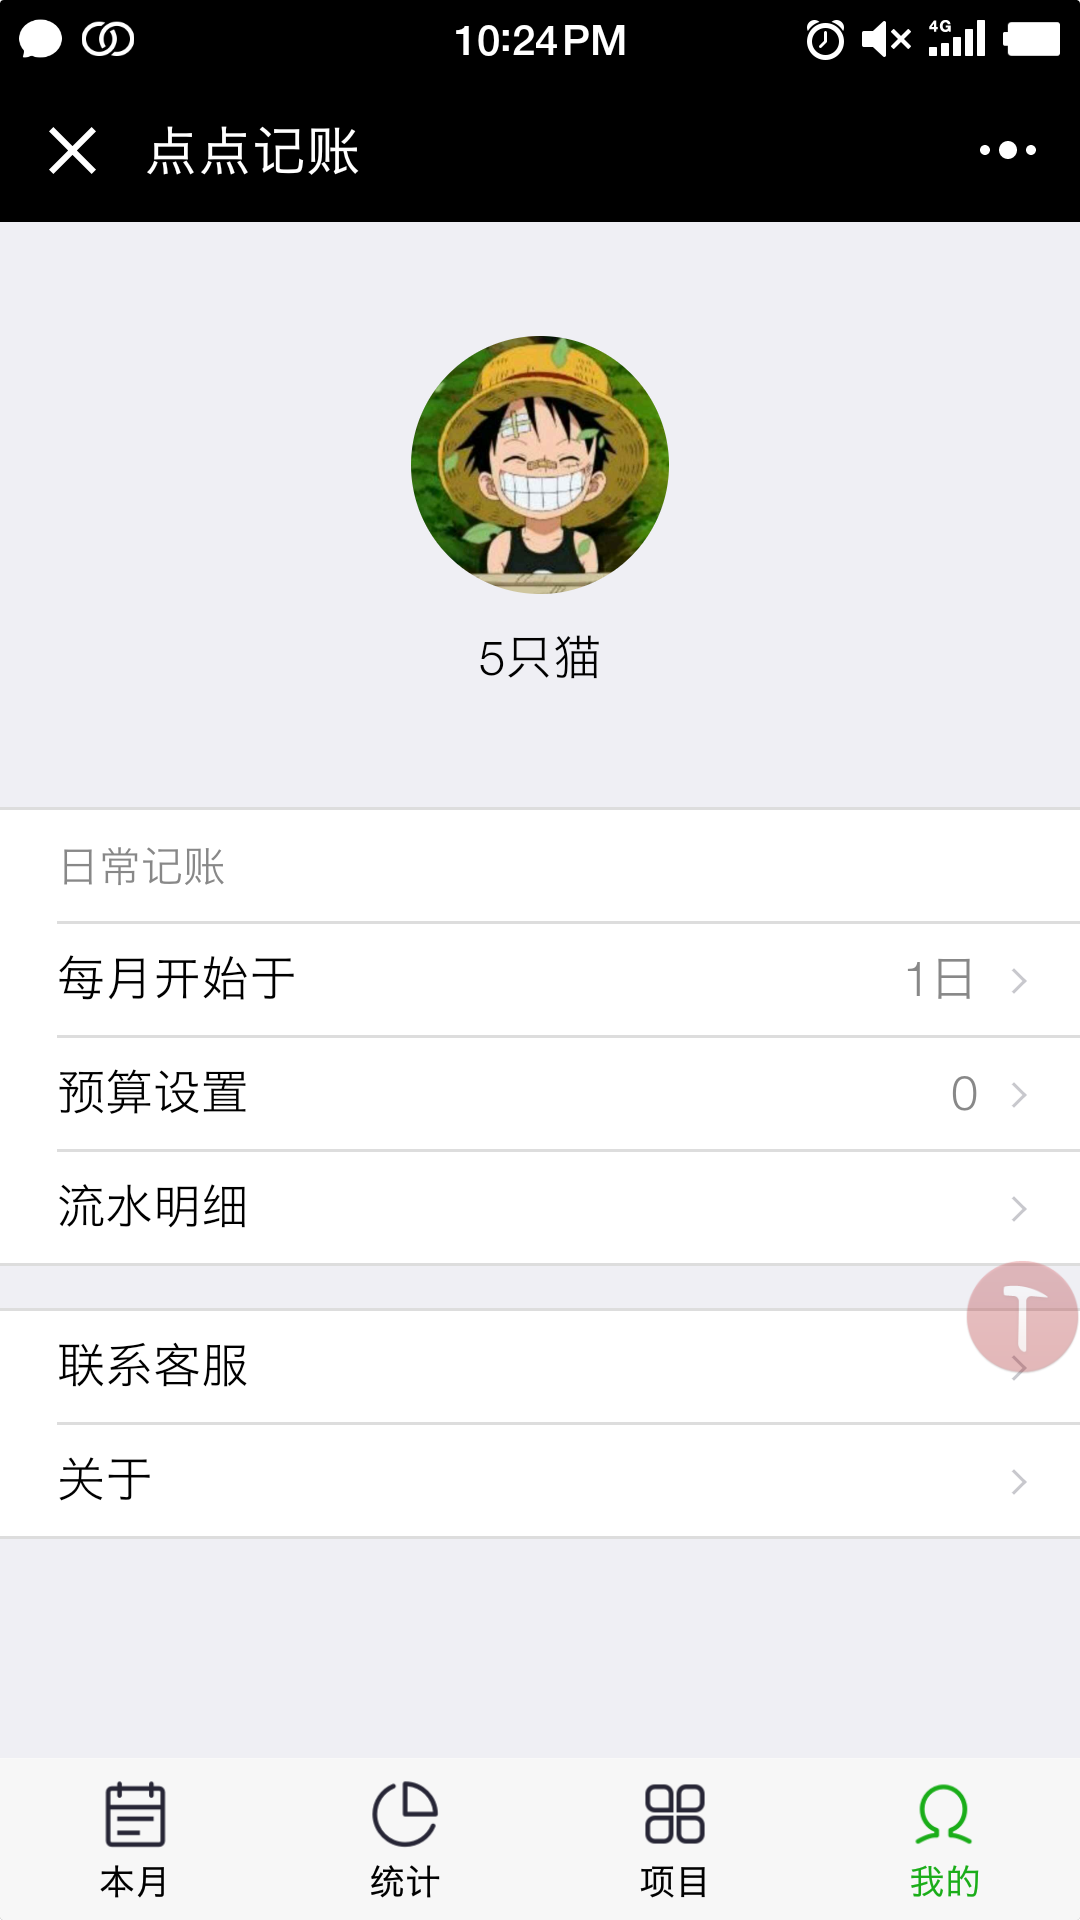 10:24 PM
4G
点点记账
5只猫
日常记账
每月开始于 1日
预算设置 0
流水明细
联系客服
关于
本月 统计 项目 我的